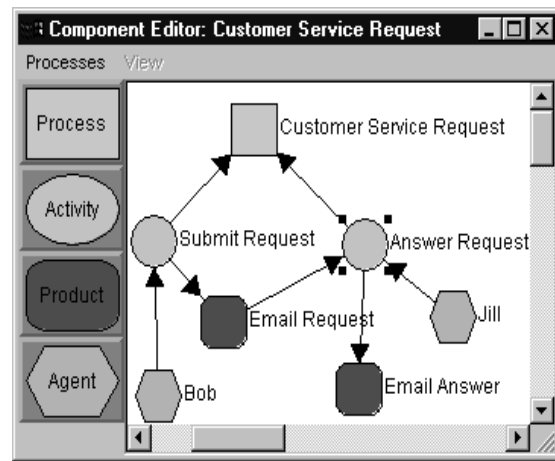 Component Editor: Customer Service Request
Processes View
Process
Customer Service Request
Activity
Submit Request
Answer Request
Product
Email Request
Jill
Agent
Bob
Email Answer